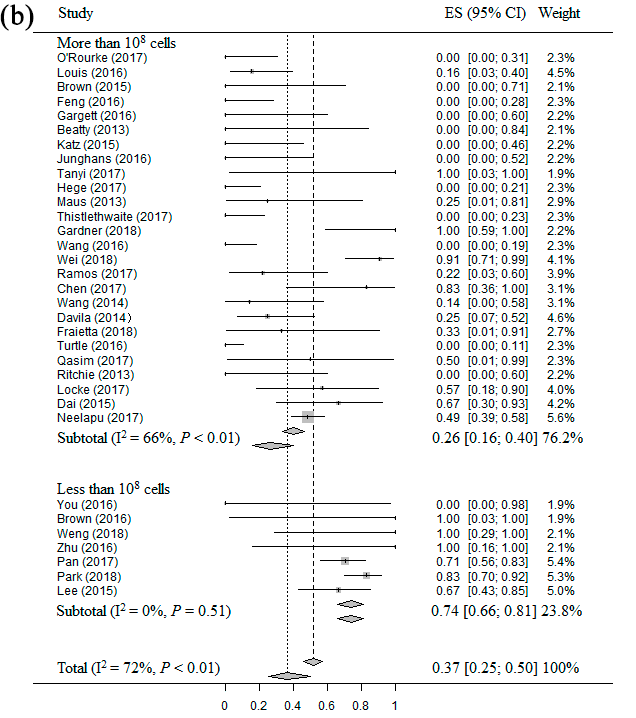 (b)
Study ES (95% CI) Weight
More than 10⁸ cells
O'Rourke (2017) 0.00 [0.00; 0.31] 2.3%
Louis (2016) 0.16 [0.03; 0.40] 4.5%
Brown (2015) 0.00 [0.00; 0.71] 2.1%
Feng (2016) 0.00 [0.00; 0.28] 2.3%
Gargett (2016) 0.00 [0.00; 0.60] 2.2%
Beatty (2013) 0.00 [0.00; 0.84] 2.1%
Katz (2015) 0.00 [0.00; 0.46] 2.2%
Junghans (2016) 0.00 [0.00; 0.52] 2.2%
Tanyi (2017) 1.00 [0.03; 1.00] 1.9%
Hege (2017) 0.00 [0.00; 0.21] 2.3%
Maus (2013) 0.25 [0.01; 0.81] 2.9%
Thistlethwaite (2017) 0.00 [0.00; 0.23] 2.3%
Gardner (2018) 1.00 [0.59; 1.00] 2.3%
Wang (2016) 0.00 [0.00; 0.19] 2.3%
Wei (2018) 0.91 [0.71; 0.99] 4.1%
Ramos (2017) 0.22 [0.03; 0.60] 3.9%
Chen (2017) 0.83 [0.36; 1.00] 3.1%
Wang (2014) 0.14 [0.00; 0.58] 3.1%
Davila (2014) 0.25 [0.07; 0.52] 4.6%
Fraietta (2018) 0.33 [0.01; 0.91] 2.7%
Turtle (2016) 0.00 [0.00; 0.11] 2.3%
Qasim (2017) 0.50 [0.01; 0.99] 2.3%
Ritchie (2013) 0.00 [0.00; 0.60] 2.2%
Locke (2017) 0.57 [0.18; 0.90] 4.0%
Dai (2015) 0.67 [0.30; 0.93] 4.2%
Neelapu (2017) 0.49 [0.39; 0.58] 5.6%
Subtotal (I² = 66%, P < 0.01) 0.26 [0.16; 0.40] 76.2%
Less than 10⁸ cells
You (2016) 0.00 [0.00; 0.98] 1.9%
Brown (2016) 1.00 [0.03; 1.00] 1.9%
Weng (2018) 1.00 [0.29; 1.00] 2.1%
Zhu (2016) 1.00 [0.16; 1.00] 2.1%
Pan (2017) 0.71 [0.56; 0.83] 5.4%
Park (2018) 0.83 [0.70; 0.92] 5.3%
Lee (2015) 0.67 [0.43; 0.85] 5.0%
Subtotal (I² = 0%, P = 0.51) 0.74 [0.66; 0.81] 23.8%
Total (I² = 72%, P < 0.01) 0.37 [0.25; 0.50] 100%
0 0.2 0.4 0.6 0.8 1